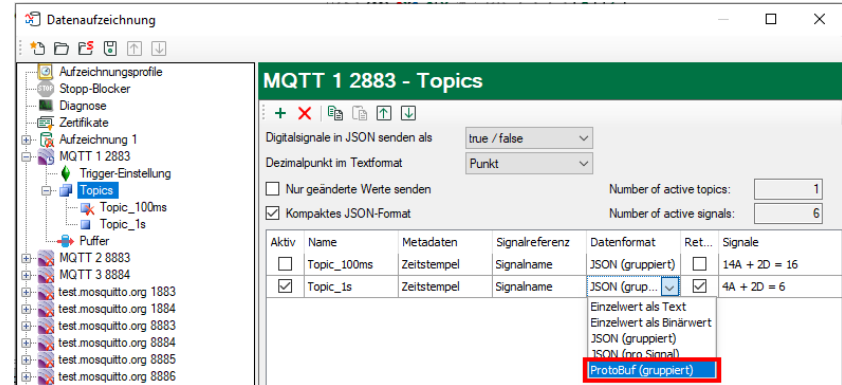 Datenaufzeichnung
Aufzeichnungsprofile
STOP Stopp-Blocker
Diagnose
Zertifikate
Aufzeichnung 1
MQTT 1 2883
Trigger-Einstellung
Topics
Topic_100ms
Topic_1s
Puffer
MQTT 2 8883
MQTT 3 8884
test.mosquitto.org 1883
test.mosquitto.org 1884
test.mosquitto.org 8883
test.mosquitto.org 8884
test.mosquitto.org 8885
test.mosquitto.org 8886
MQTT 1 2883 - Topics
Digitalsignale in JSON senden als true / false
Dezimalpunkt im Textformat Punkt
Nur geänderte Werte senden Number of active topics: 1
Kompaktes JSON-Format Number of active signals: 6
Aktiv Name Metadaten Signalreferenz Datenformat Ret... Signale
Topic_100ms Zeitstempel Signalname JSON (gruppiert) 14A + 2D = 16
Topic_1s Zeitstempel Signalname JSON (grup... 4A + 2D = 6
Einzelwert als Text
Einzelwert als Binärwert
JSON (gruppiert)
JSON (pro Signal)
ProtoBuf (gruppiert)